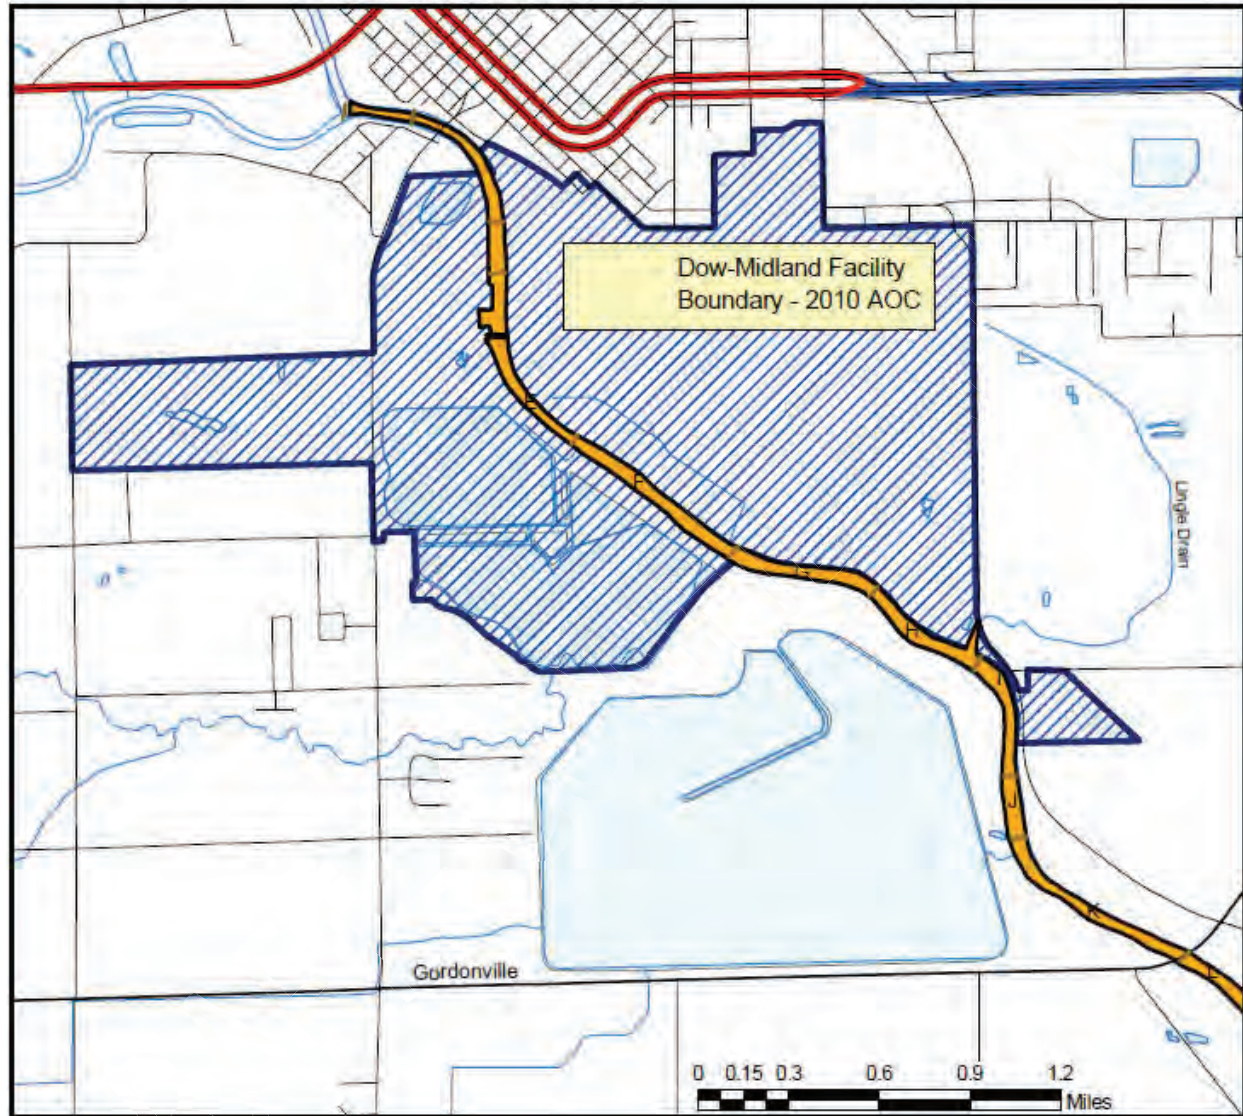 Dow-Midland Facility
Boundary - 2010 AOC
E
F
G
H
I
J
K
L
Lingle Drain
Gordonville
0 0.15 0.3 0.6 0.9 1.2
Miles